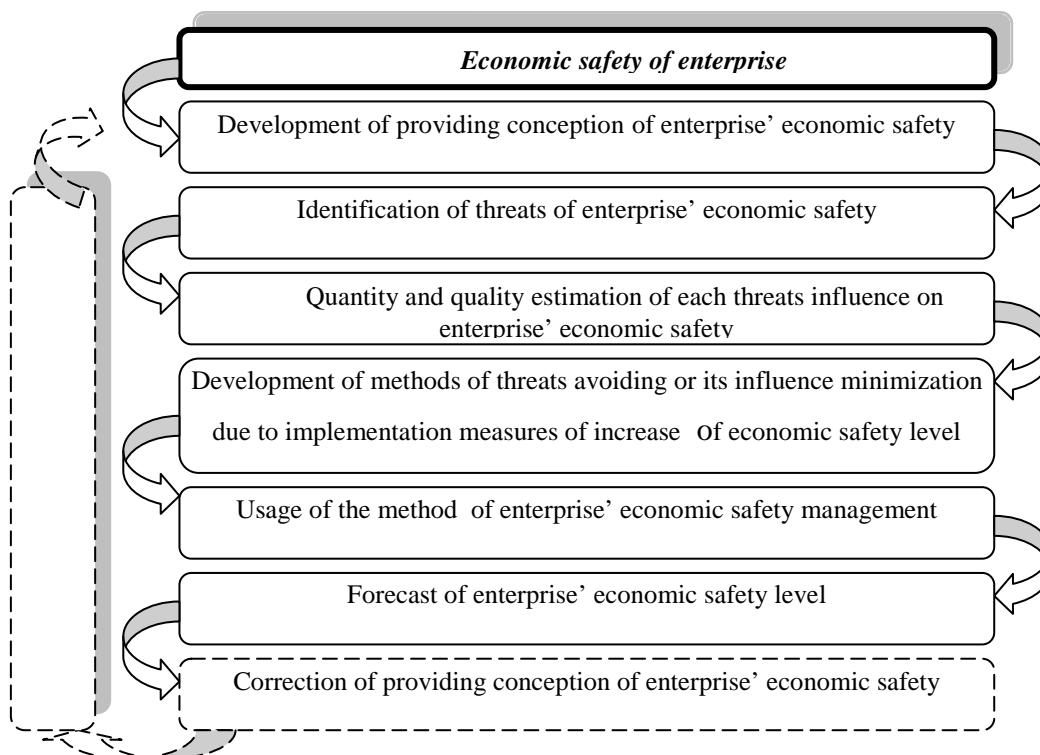 Economic safety of enterprise
Development of providing conception of enterprise’ economic safety
Identification of threats of enterprise’ economic safety
Quantity and quality estimation of each threats influence on
enterprise’ economic safety
Development of methods of threats avoiding or its influence minimization
due to implementation measures of increase of economic safety level
Usage of the method of enterprise’ economic safety management
Forecast of enterprise’ economic safety level
Correction of providing conception of enterprise’ economic safety